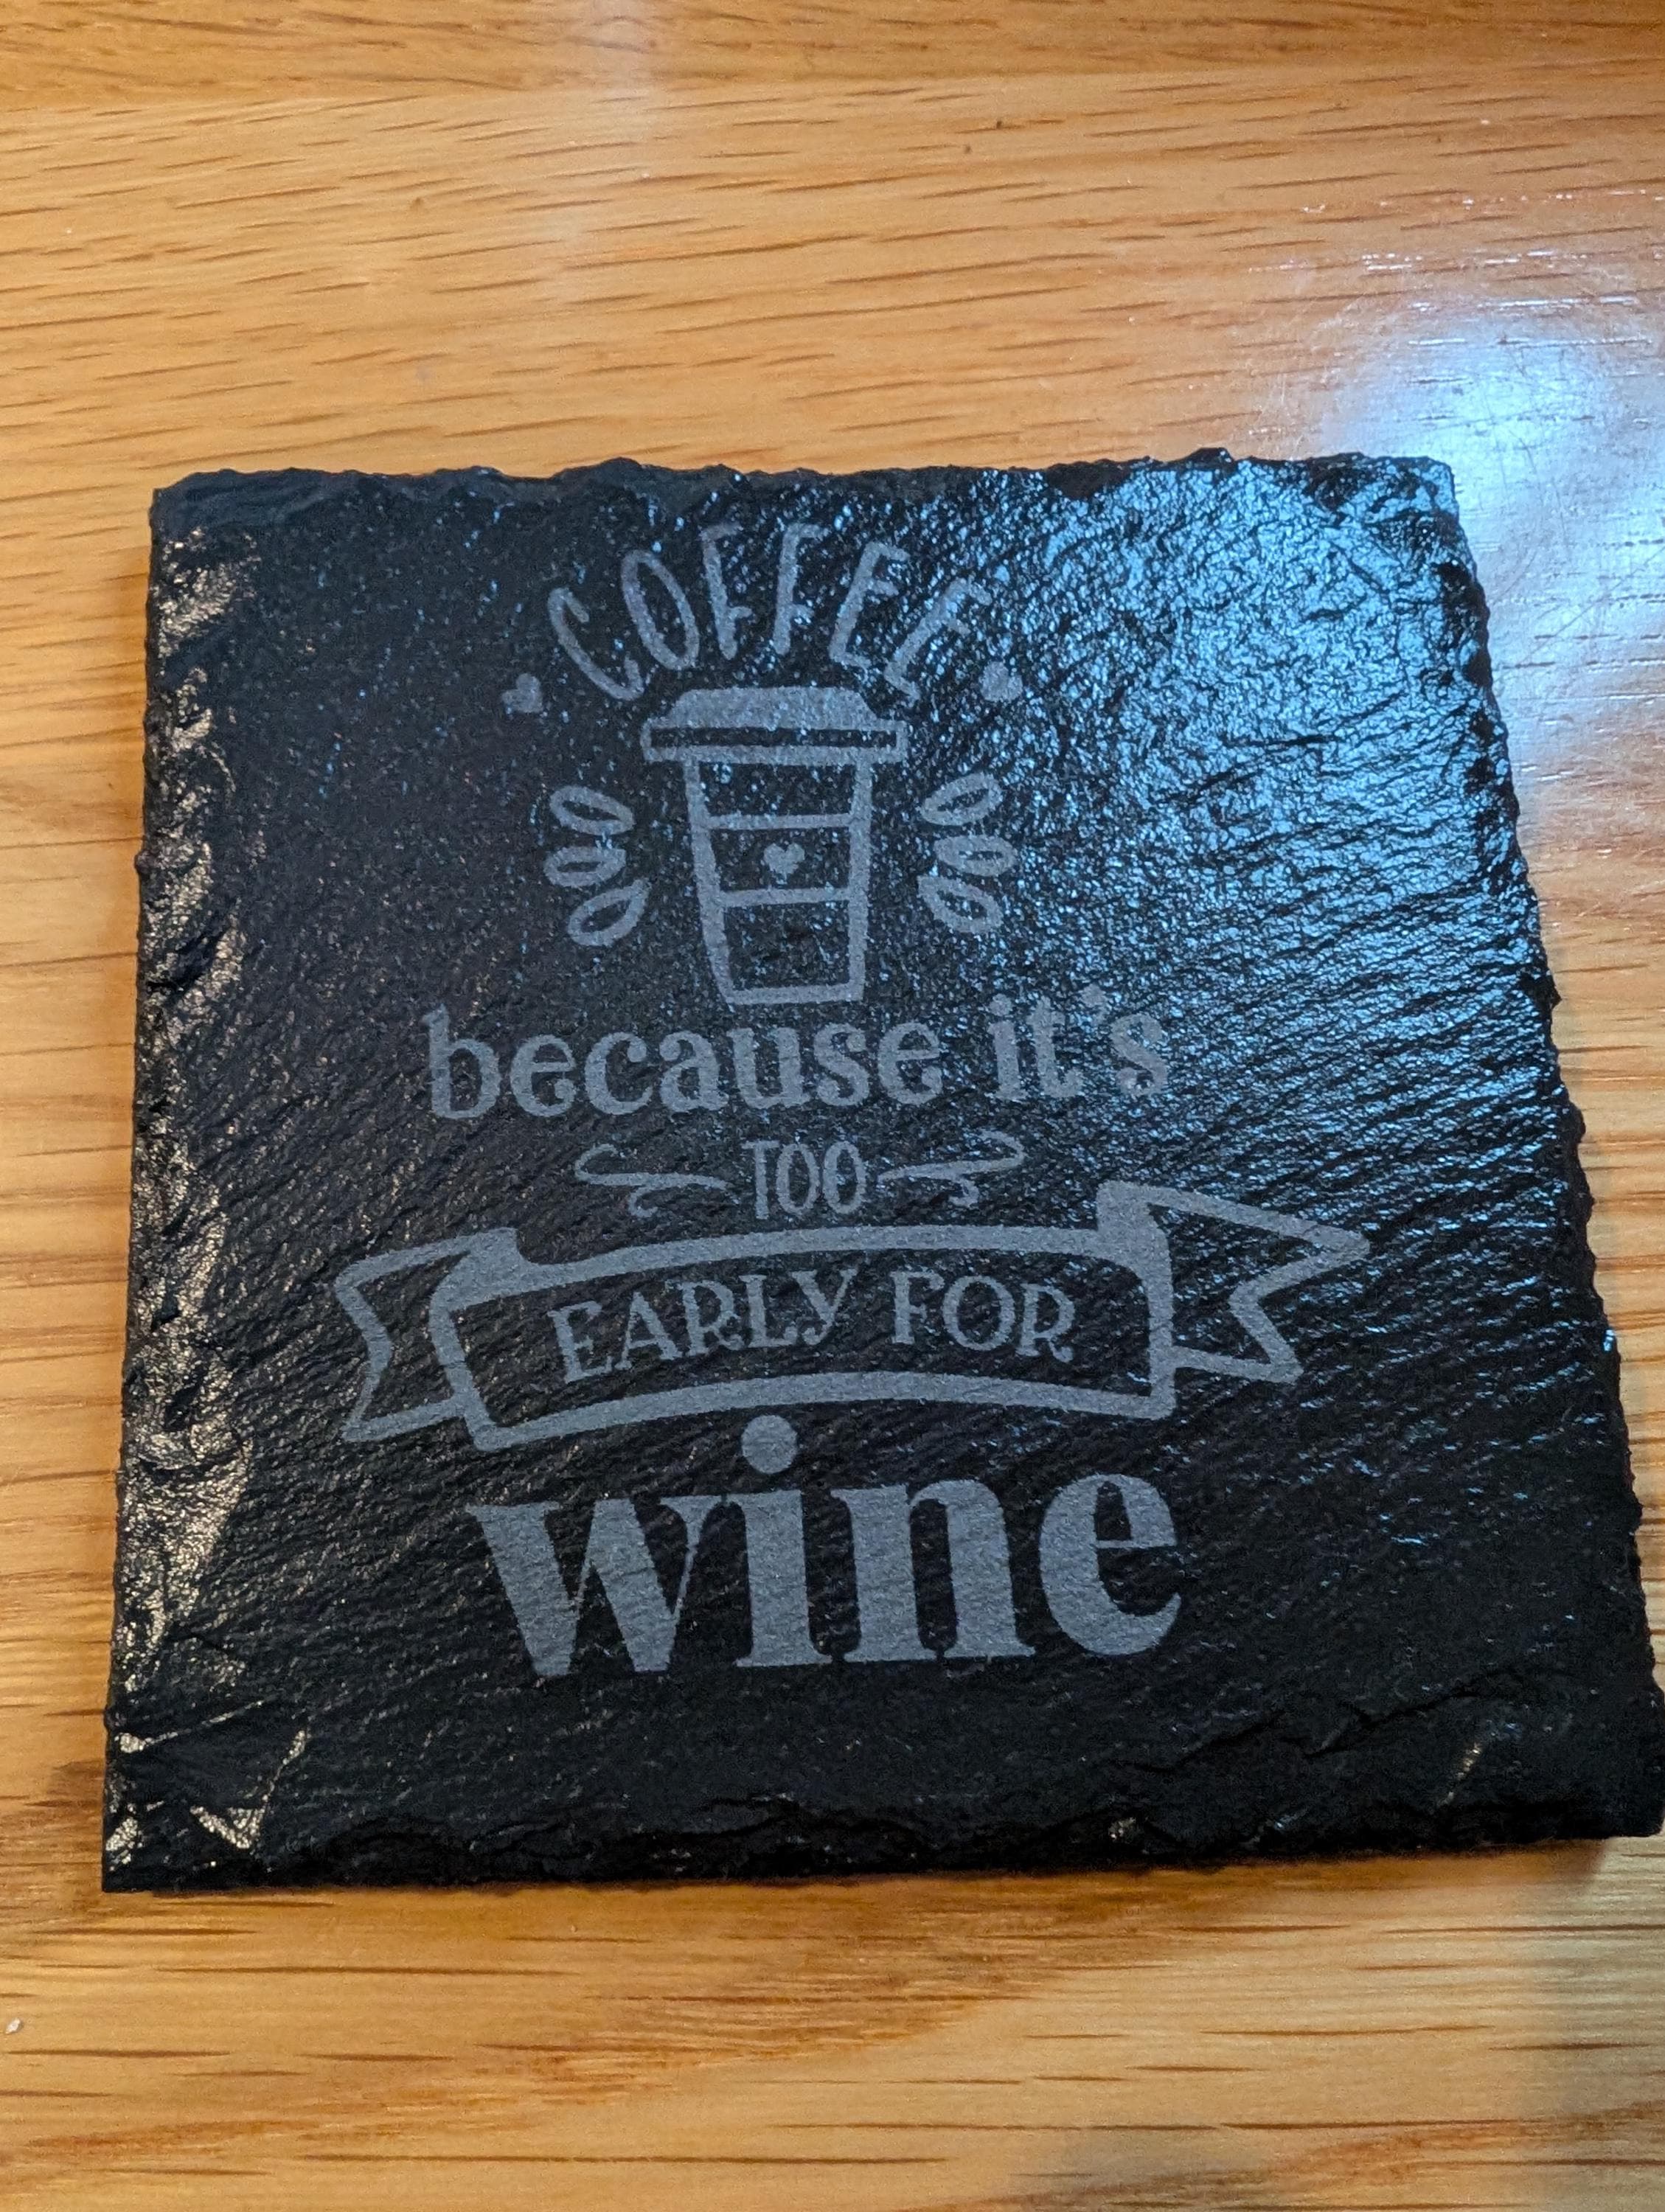 COFFEE
because it's
TOO
EARLY FOR
wine